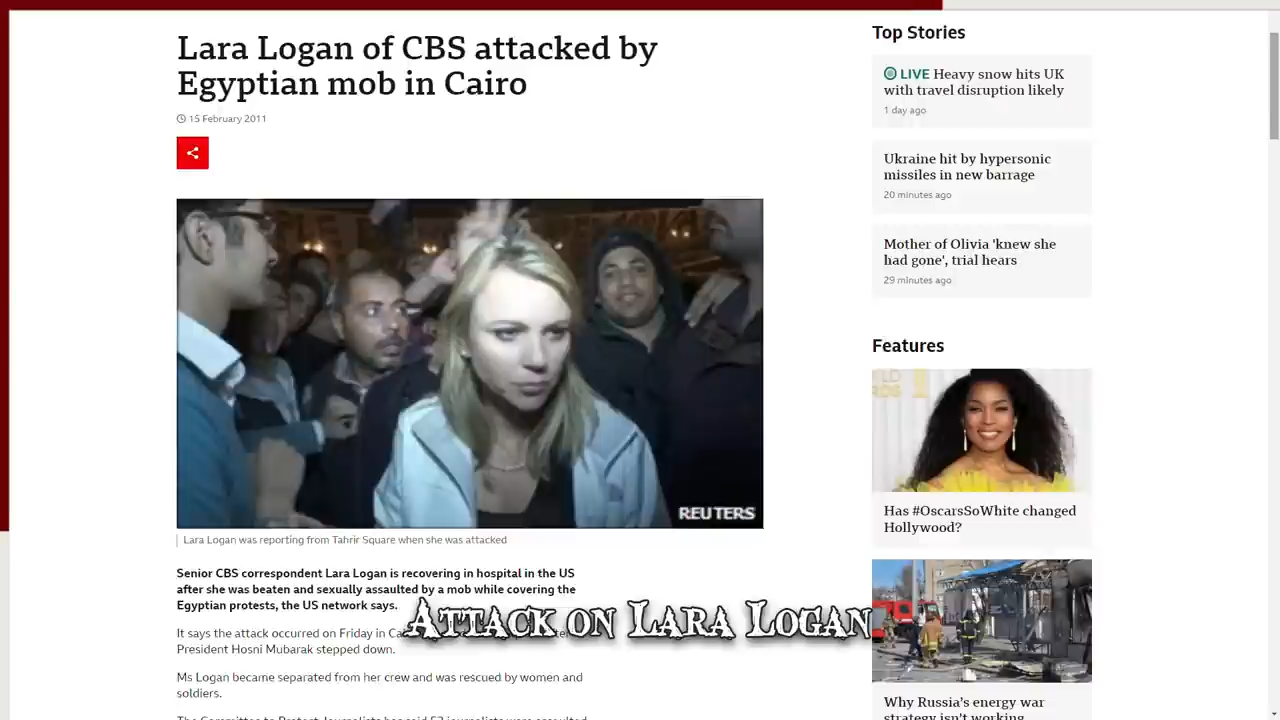 Lara Logan of CBS attacked by
Egyptian mob in Cairo
15 February 2011
REUTERS
Lara Logan was reporting from Tahrir Square when she was attacked
Senior CBS correspondent Lara Logan is recovering in hospital in the US
after she was beaten and sexually assaulted by a mob while covering the
Egyptian protests, the US network says.
ATTACK ON LARA LOGAN
It says the attack occurred on Friday in
President Hosni Mubarak stepped down.
Ms Logan became separated from her crew and was rescued by women and
soldiers.
Top Stories
LIVE Heavy snow hits UK
with travel disruption likely
1 day ago
Ukraine hit by hypersonic
missiles in new barrage
20 minutes ago
Mother of Olivia 'knew she
had gone', trial hears
29 minutes ago
Features
Has #OscarsSoWhite changed
Hollywood?
Why Russia's energy war
strategy isn't working